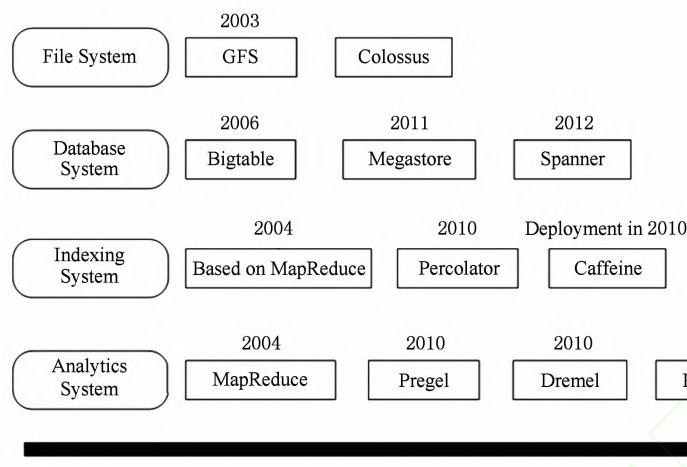 2003
File System
GFS
Colossus
2006
2011
2012
Database
System
Bigtable
Megastore
Spanner
2004
2010
Deployment in 2010
Indexing
System
Based on MapReduce
Percolator
Caffeine
2004
2010
2010
Analytics
System
MapReduce
Pregel
Dremel